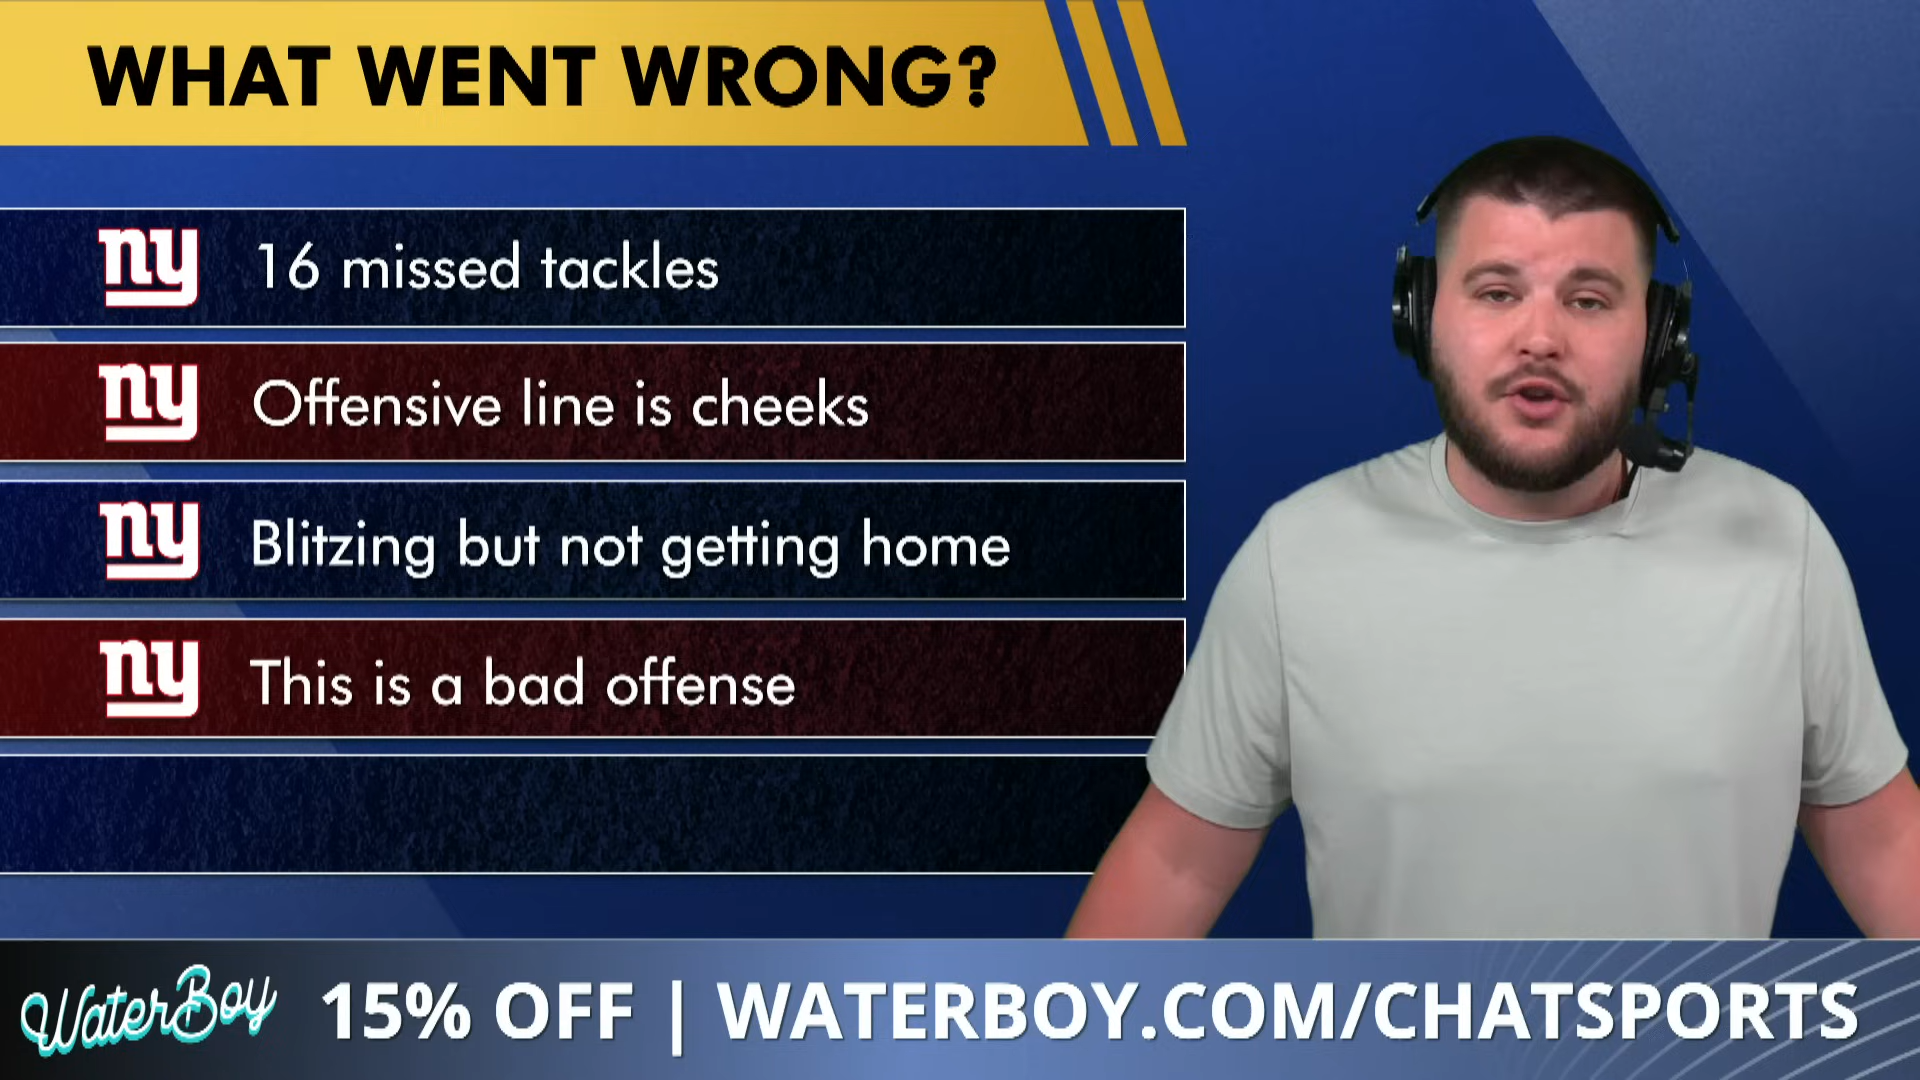 WHAT WENT WRONG?
ny 16 missed tackles
ny Offensive line is cheeks
ny Blitzing but not getting home
ny This is a bad offense
WaterBoy 15% OFF | WATERBOY.COM/CHATSPORTS